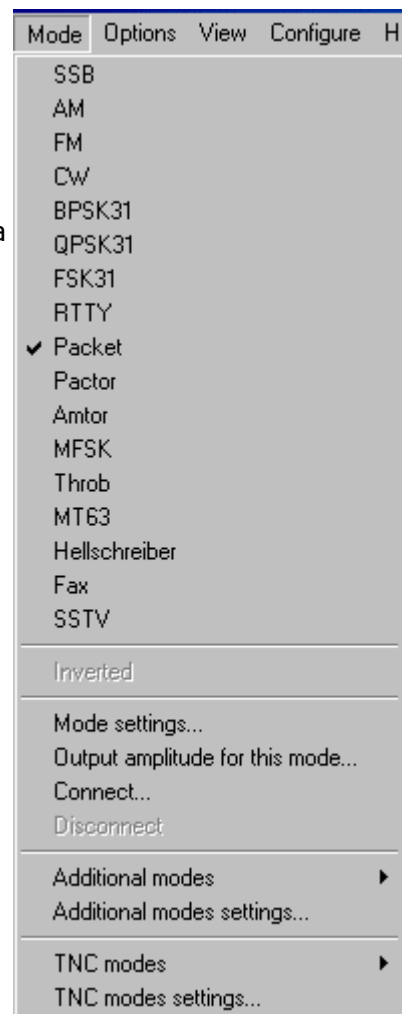 Mode Options View Configure H
SSB
AM
FM
CW
BPSK31
a
QPSK31
FSK31
RTTY
Packet
Pactor
Amtor
MFSK
Throb
MT63
Hellschreiber
Fax
SSTV
Inverted
Mode settings...
Output amplitude for this mode...
Connect...
Disconnect
Additional modes
Additional modes settings...
TNC modes
TNC modes settings...